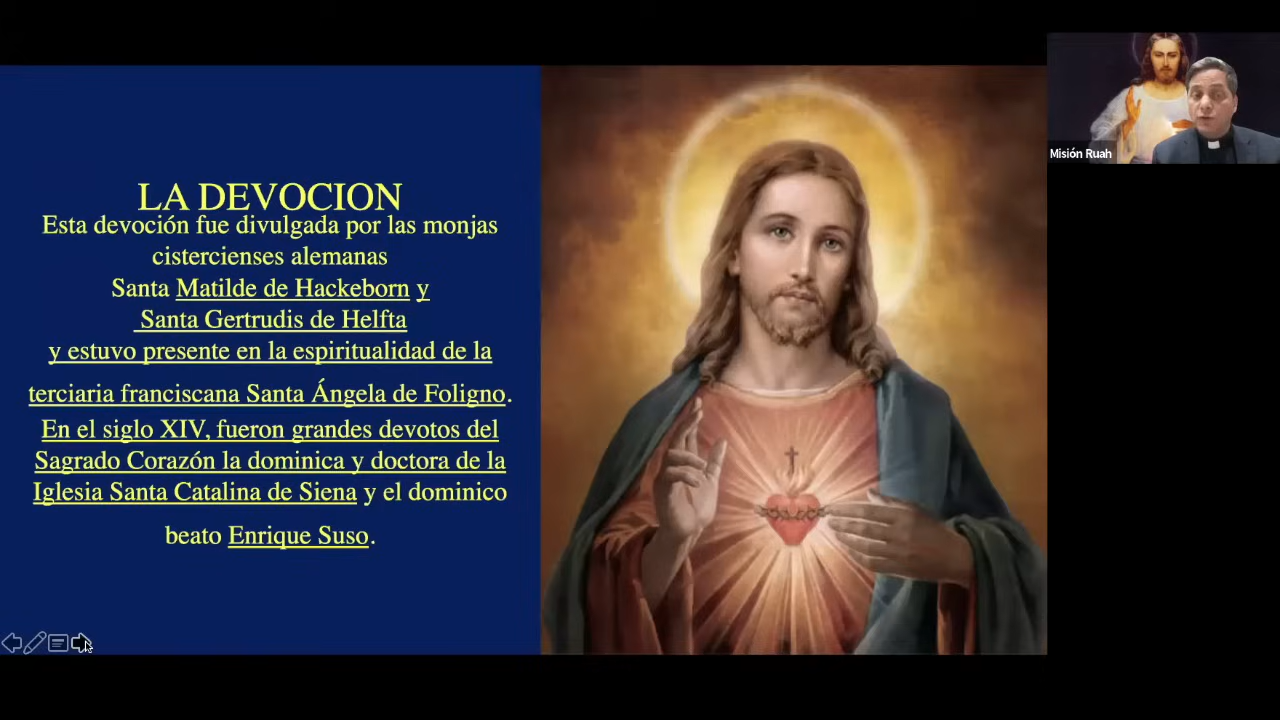 LA DEVOCION
Esta devoción fue divulgada por las monjas
cistercienses alemanas
Santa Matilde de Hackeborn y
Santa Gertrudis de Helfta
y estuvo presente en la espiritualidad de la
terciaria franciscana Santa Ángela de Foligno.
En el siglo XIV, fueron grandes devotos del
Sagrado Corazón la dominica y doctora de la
Iglesia Santa Catalina de Siena y el dominico
beato Enrique Suso.
Misión Ruah